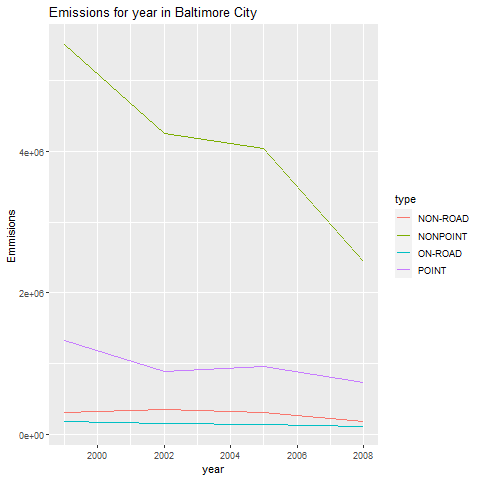 Emissions for year in Baltimore City
4e+06
2e+06
0e+00
Emmisions
2000 2002 2004 2006 2008
year
type
NON-ROAD
NONPOINT
ON-ROAD
POINT